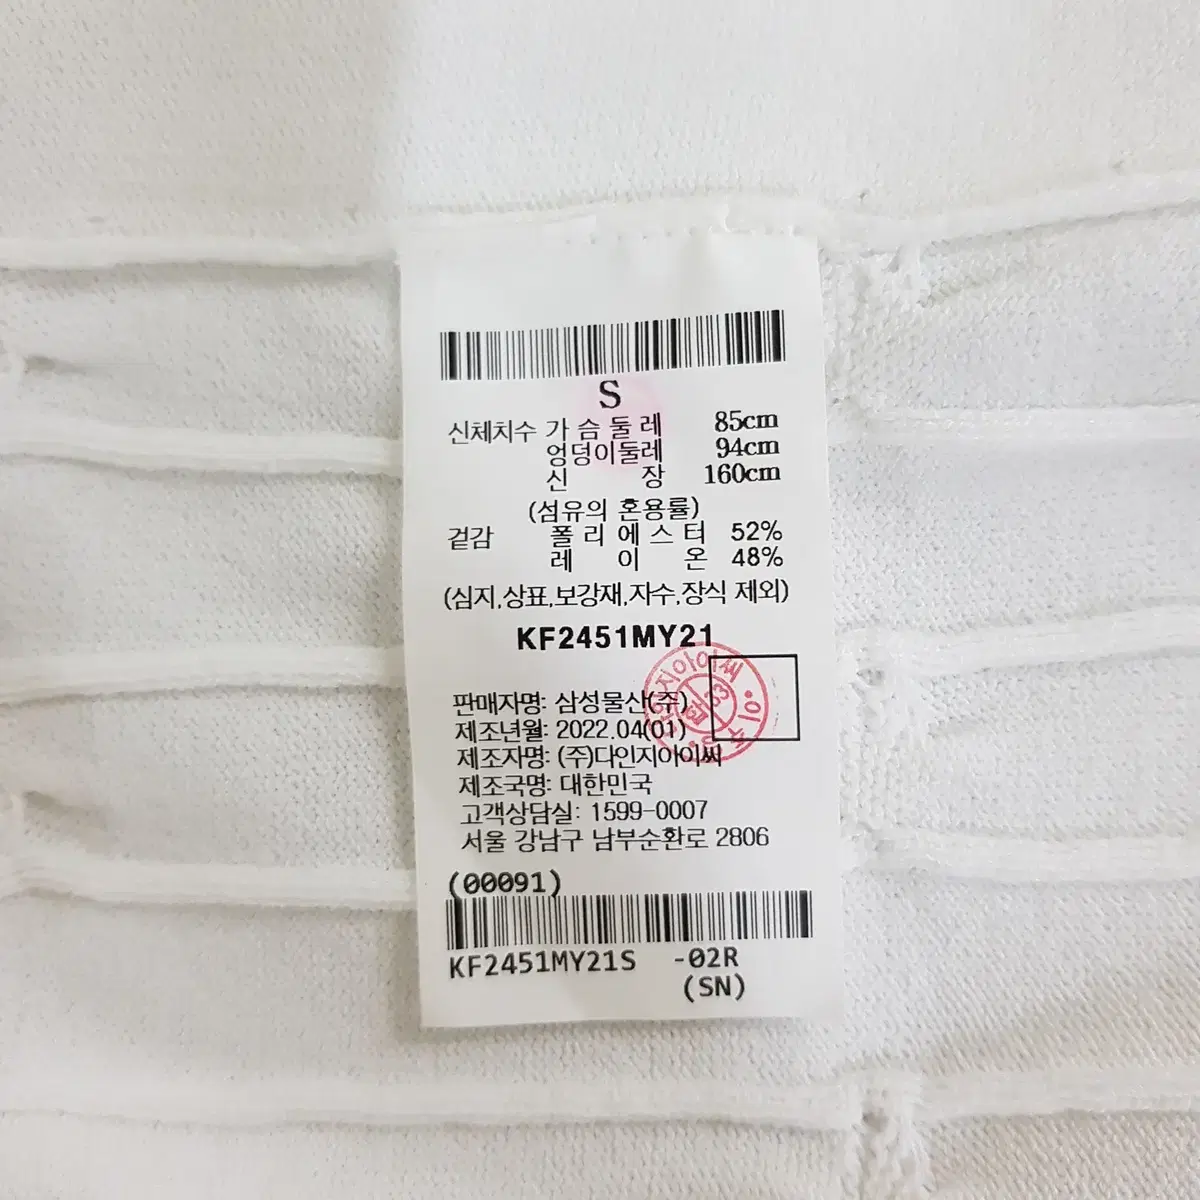 S
신체치수 가슴둘레 85cm
엉덩이둘레 94cm
신 장 160cm
(섬유의 혼용률)
겉감 폴리에스터 52%
레 이 온 48%
(심지,상표,보강재,자수,장식 제외)
KF2451MY21
판매자명: 삼성물산(주)
제조년월: 2022.04(01)
제조자명: (주)다인지아이씨
제조국명: 대한민국
고객상담실: 1599-0007
서울 강남구 남부순환로 2806
(00091)
KF2451MY21S -02R
(SN)